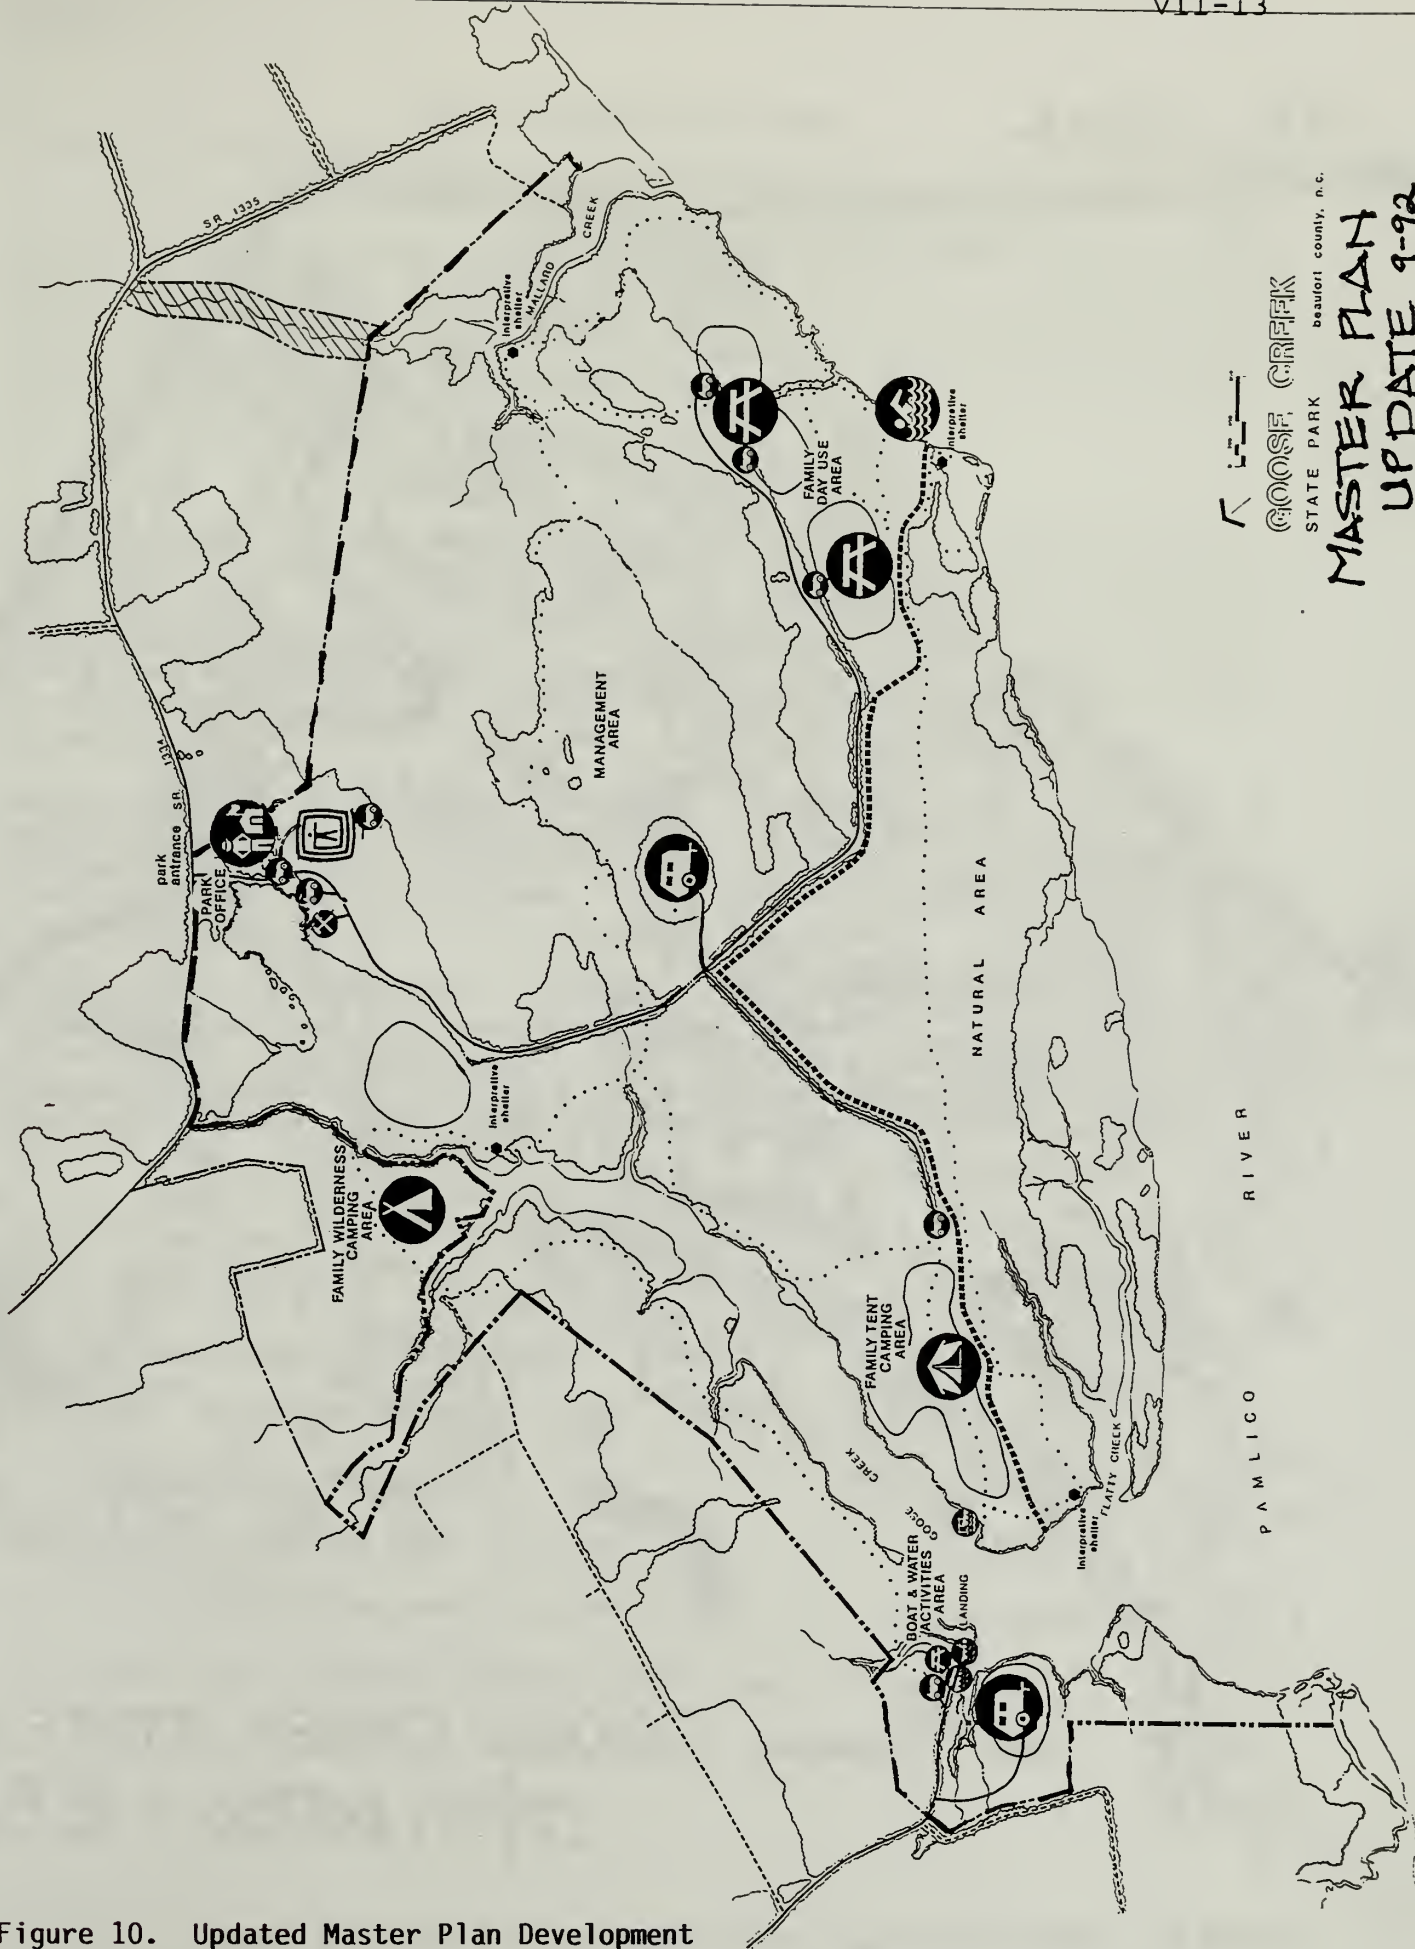 VII-13
SR 1335
MALLARD
CREEK
Interpretive
shelter
FAMILY
DAY USE
AREA
Interpretive
shelter
GOOSE CREEK
STATE PARK beaufort county, n.c.
MASTER PLAN
UPDATE 9-92
MANAGEMENT
AREA
park
entrance
SR 1334
PARK
OFFICE
NATURAL AREA
Interpretive
shelter
FAMILY WILDERNESS
CAMPING
AREA
FAMILY TENT
CAMPING
AREA
PAMLICO RIVER
GOOSE CREEK
FLATTY CREEK
Interpretive
shelter
BOAT & WATER
ACTIVITIES
AREA
LANDING
Figure 10. Updated Master Plan Development